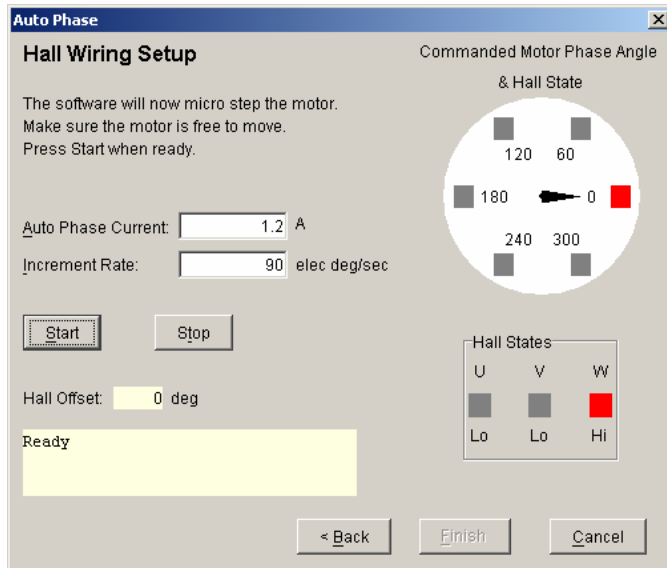 Auto Phase
Hall Wiring Setup
The software will now micro step the motor.
Make sure the motor is free to move.
Press Start when ready.
Auto Phase Current: 1.2 A
Increment Rate: 90 elec deg/sec
Start Stop
Hall Offset: 0 deg
Ready
Commanded Motor Phase Angle
& Hall State
120 60
180 0
240 300
Hall States
U V W
Lo Lo Hi
< Back Finish Cancel